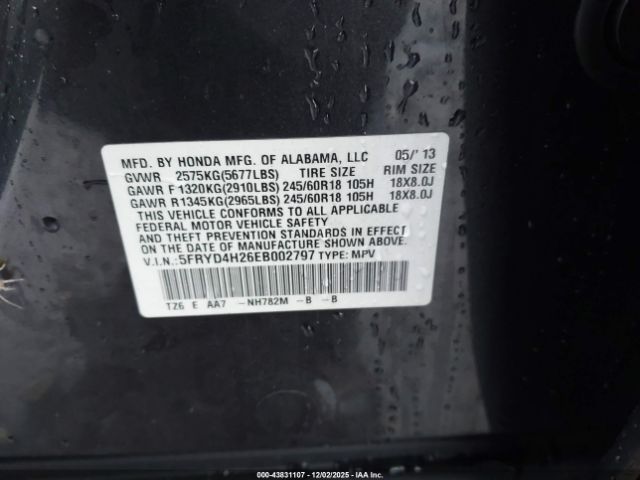 MFD. BY HONDA MFG. OF ALABAMA, LLC 05/' 13
GVWR 2575KG(5677LBS) TIRE SIZE RIM SIZE
GAWR F 1320KG(2910LBS) 245/60R18 105H 18X8.0J
GAWR R 1345KG(2965LBS) 245/60R18 105H 18X8.0J
THIS VEHICLE CONFORMS TO ALL APPLICABLE
FEDERAL MOTOR VEHICLE SAFETY
AND THEFT PREVENTION STANDARDS IN EFFECT
ON THE DATE OF MANUFACTURE SHOWN ABOVE.
V.I.N.: 5FRYD4H26EB002797 TYPE: MPV
TZ6 E AA7 -NH782M -B -B
© IAA Holdings, LLC #000-43831107 - 12/02/2025 - COPART